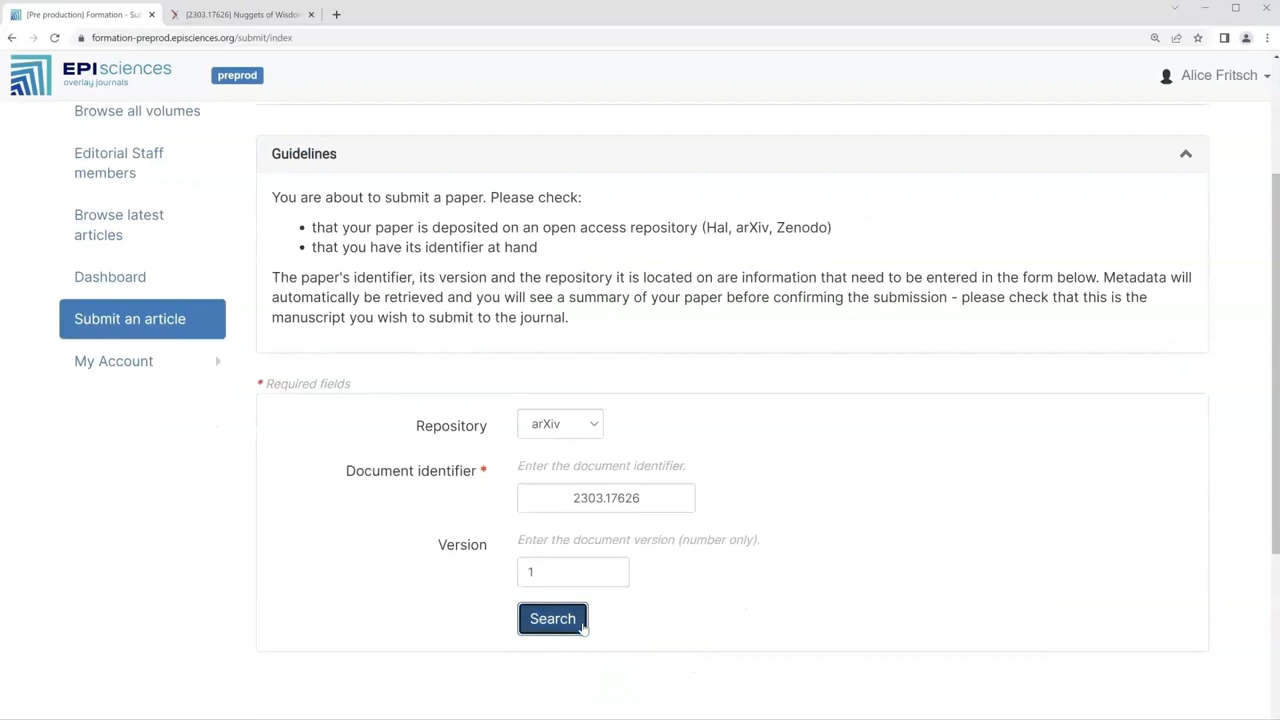 [Pre production] Formation - Su
[2303.17626] Nuggets of Wisdo
formation-preprod.episciences.org/submit/index
EPIsciences
overlay journals
preprod
Alice Fritsch
Browse all volumes
Editorial Staff
members
Browse latest
articles
Dashboard
Submit an article
My Account
Guidelines
You are about to submit a paper. Please check:
• that your paper is deposited on an open access repository (Hal, arXiv, Zenodo)
• that you have its identifier at hand
The paper's identifier, its version and the repository it is located on are information that need to be entered in the form below. Metadata will
automatically be retrieved and you will see a summary of your paper before confirming the submission - please check that this is the
manuscript you wish to submit to the journal.
* Required fields
Repository
arXiv
Document identifier *
Enter the document identifier.
2303.17626
Version
Enter the document version (number only).
1
Search